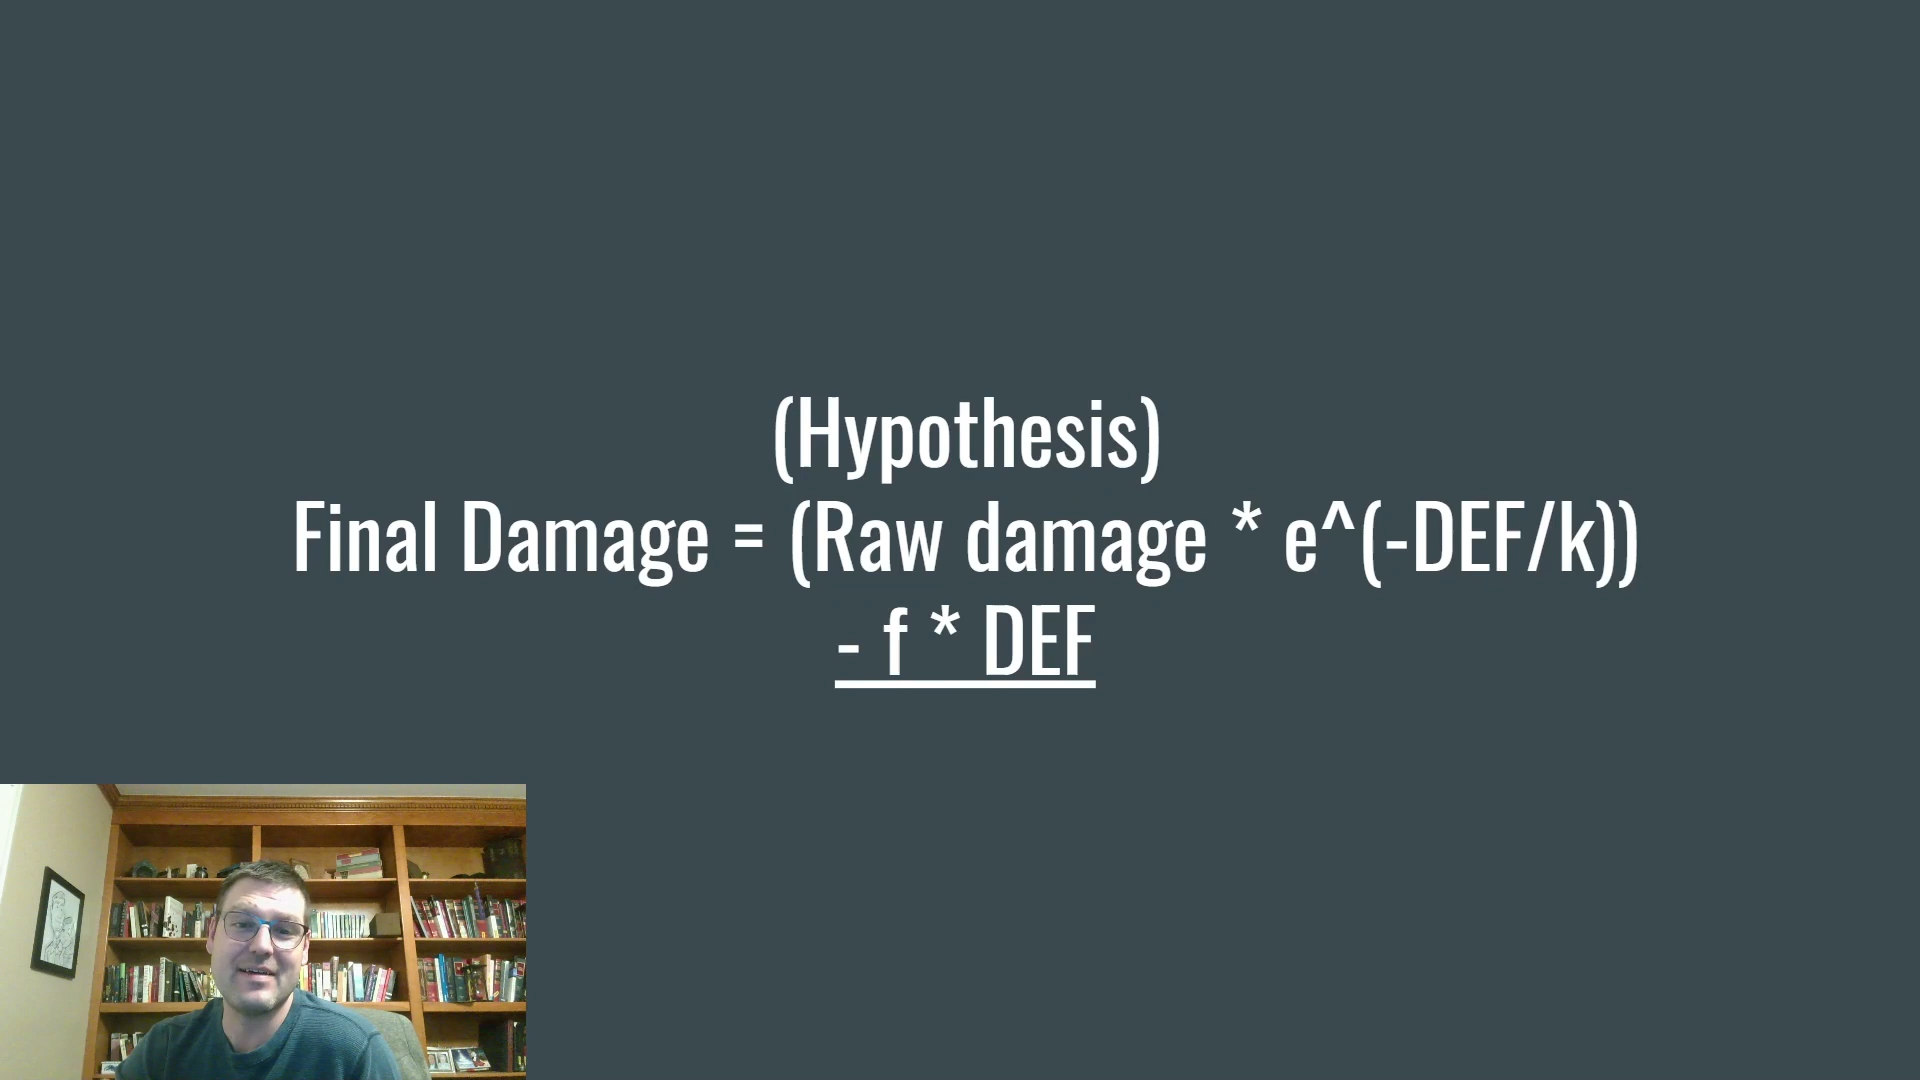 (Hypothesis)
Final Damage = (Raw damage * e^(-DEF/k))
- f * DEF